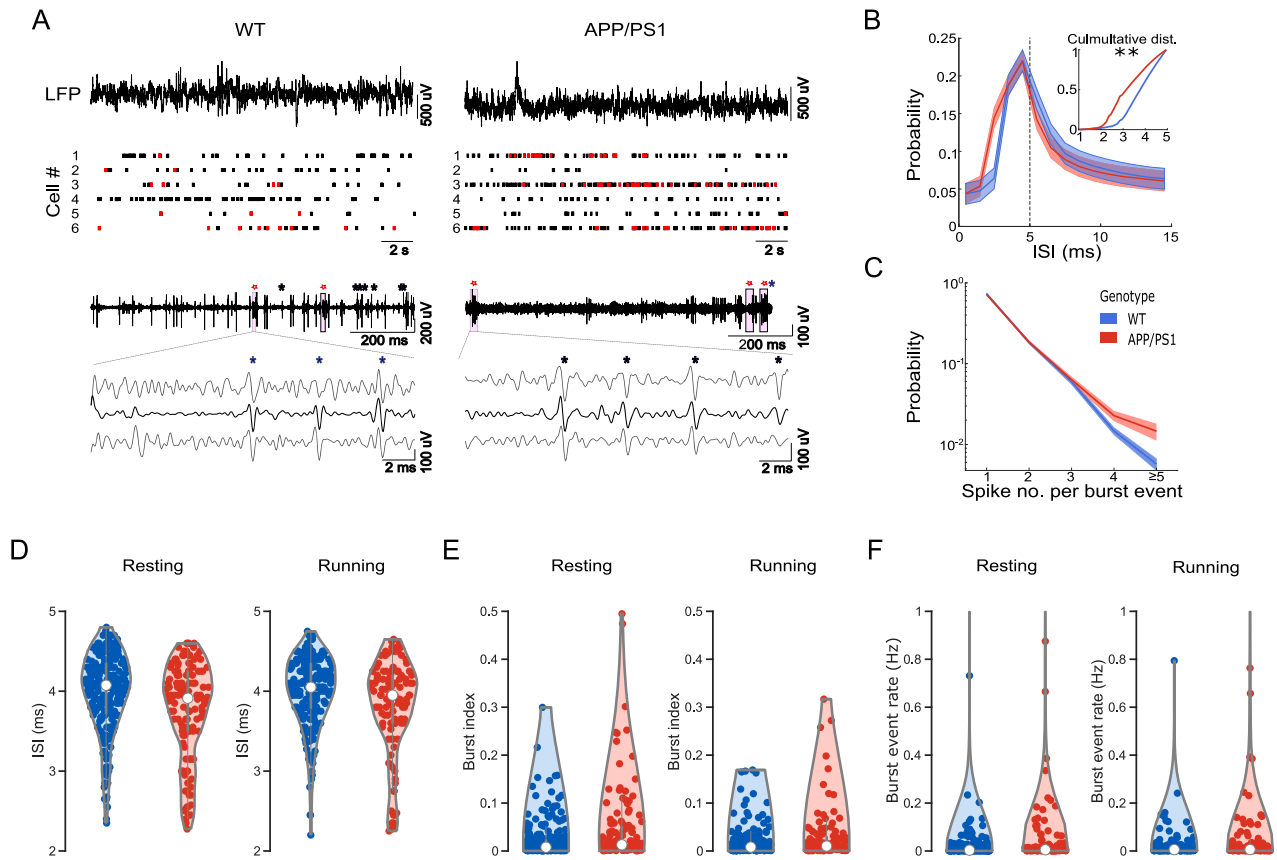 A
WT
APP/PS1
LFP
500 uV
500 uV
Cell #
1
2
3
4
5
6
2 s
1
2
3
4
5
6
2 s
200 uV
200 ms
100 uV
200 ms
* * *
* * * *
100 uV
2 ms
100 uV
2 ms
B
Probability
0.25
0.2
0.15
0.1
0.05
0 5 10 15
ISI (ms)
Culmultative dist.
**
1
0.5
0
1 2 3 4 5
C
Probability
10⁰
10⁻¹
10⁻²
1 2 3 4 ≥5
Spike no. per burst event
Genotype
WT
APP/PS1
D
Resting
Running
ISI (ms)
5
4
3
2
ISI (ms)
5
4
3
2
E
Resting
Running
Burst index
0.5
0.4
0.3
0.2
0.1
0
Burst index
0.5
0.4
0.3
0.2
0.1
0
F
Resting
Running
Burst event rate (Hz)
1
0.8
0.6
0.4
0.2
0
Burst event rate (Hz)
1
0.8
0.6
0.4
0.2
0